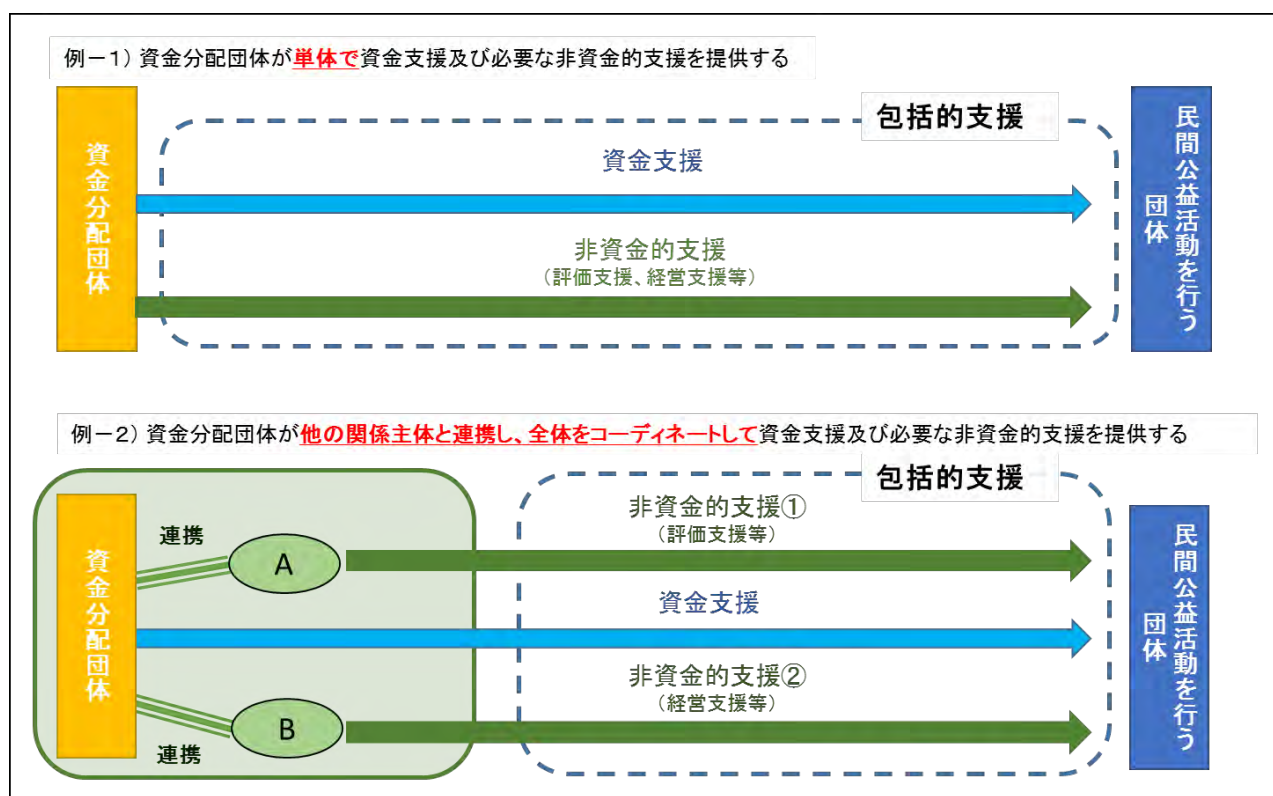 例－1）資金分配団体が単体で資金支援及び必要な非資金的支援を提供する
包括的支援
資金分配団体
資金支援
非資金的支援
（評価支援、経営支援等）
民間公益活動を行う
団体
例－2）資金分配団体が他の関係主体と連携し、全体をコーディネートして資金支援及び必要な非資金的支援を提供する
包括的支援
資金分配団体
連携
A
非資金的支援①
（評価支援等）
資金支援
非資金的支援②
（経営支援等）
B
連携
民間公益活動を行う
団体